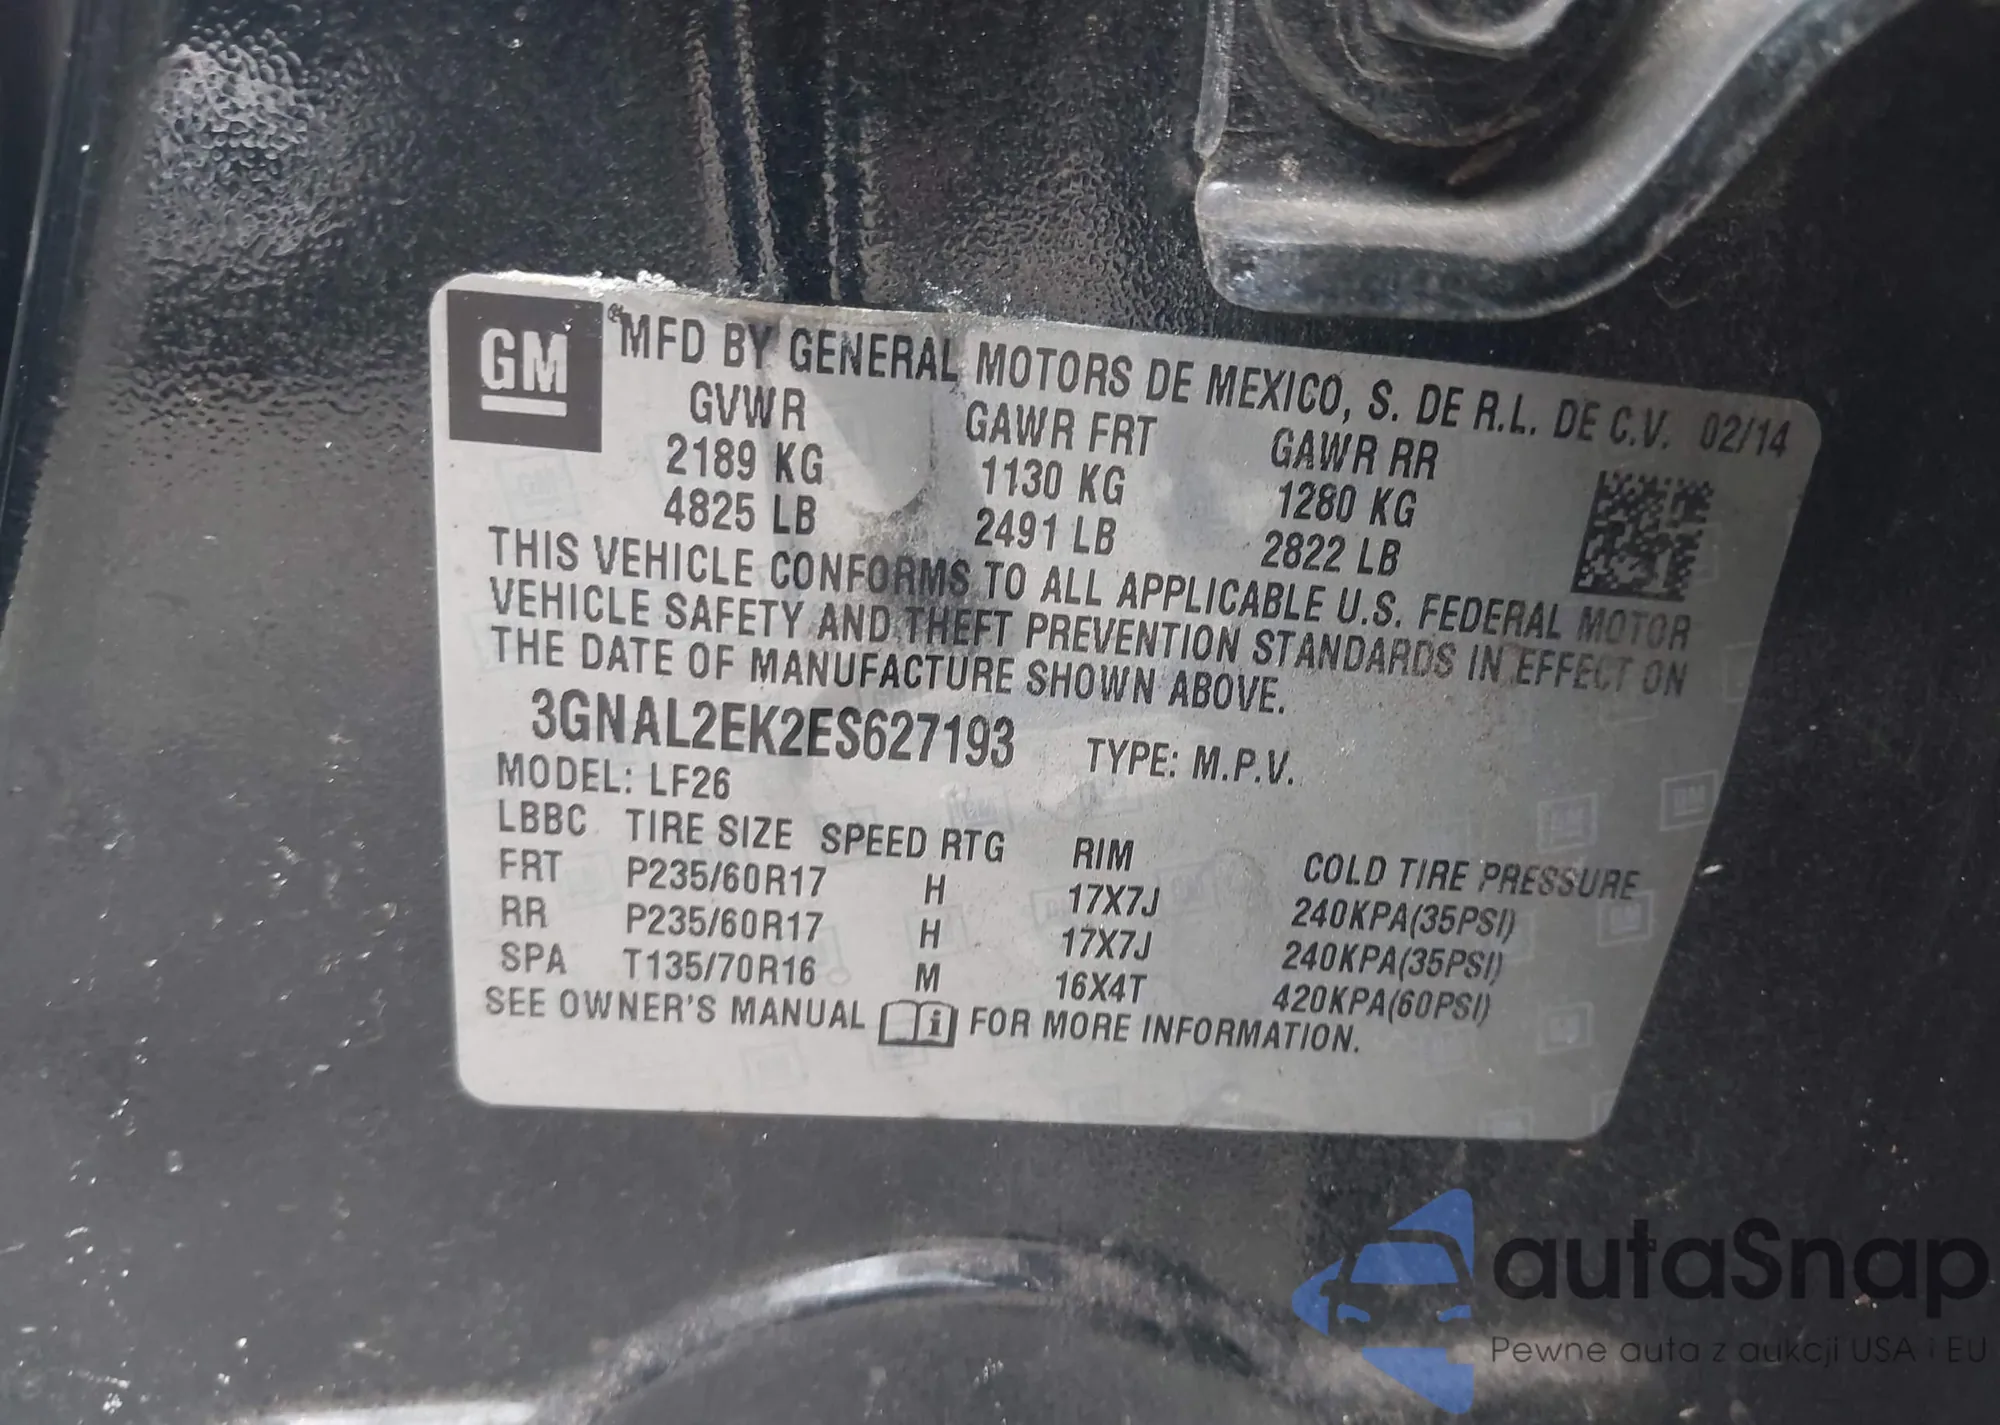 GM
MFD BY GENERAL MOTORS DE MEXICO, S. DE R.L. DE C.V. 02/14
GVWR GAWR FRT GAWR RR
2189 KG 1130 KG 1280 KG
4825 LB 2491 LB 2822 LB
THIS VEHICLE CONFORMS TO ALL APPLICABLE U.S. FEDERAL MOTOR
VEHICLE SAFETY AND THEFT PREVENTION STANDARDS IN EFFECT ON
THE DATE OF MANUFACTURE SHOWN ABOVE.
3GNAL2EK2ES627193 TYPE: M.P.V.
MODEL: LF26
LBBC TIRE SIZE SPEED RTG RIM COLD TIRE PRESSURE
FRT P235/60R17 H 17X7J 240KPA(35PSI)
RR P235/60R17 H 17X7J 240KPA(35PSI)
SPA T135/70R16 M 16X4T 420KPA(60PSI)
SEE OWNER'S MANUAL FOR MORE INFORMATION.
autaSnap
Pewne auta z aukcji USA i EU